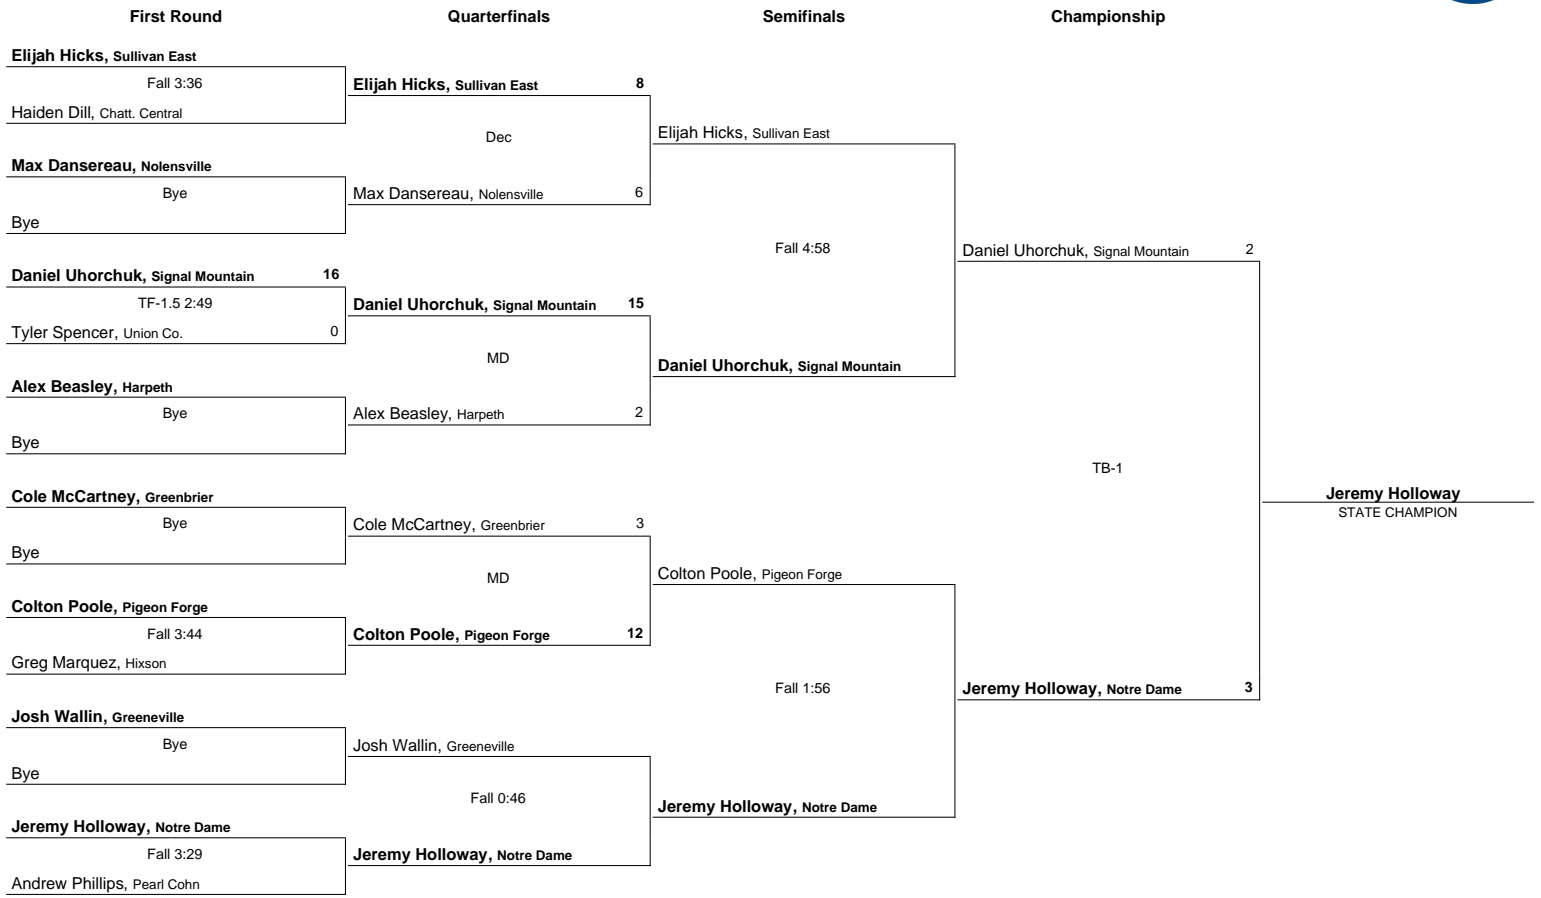 First Round
Quarterfinals
Semifinals
Championship
Elijah Hicks, Sullivan East
Fall 3:36
Haiden Dill, Chatt. Central
Max Dansereau, Nolensville
Bye
Bye
Daniel Uhorchuk, Signal Mountain 16
TF-1.5 2:49
Tyler Spencer, Union Co. 0
Alex Beasley, Harpeth
Bye
Bye
Cole McCartney, Greenbrier
Bye
Bye
Colton Poole, Pigeon Forge
Fall 3:44
Greg Marquez, Hixson
Josh Wallin, Greeneville
Bye
Bye
Jeremy Holloway, Notre Dame
Fall 3:29
Andrew Phillips, Pearl Cohn
Elijah Hicks, Sullivan East 8
Dec
Max Dansereau, Nolensville 6
Daniel Uhorchuk, Signal Mountain 15
MD
Alex Beasley, Harpeth 2
Cole McCartney, Greenbrier 3
MD
Colton Poole, Pigeon Forge 12
Josh Wallin, Greeneville
Fall 0:46
Jeremy Holloway, Notre Dame
Elijah Hicks, Sullivan East
Fall 4:58
Daniel Uhorchuk, Signal Mountain
Colton Poole, Pigeon Forge
Fall 1:56
Jeremy Holloway, Notre Dame
Daniel Uhorchuk, Signal Mountain 2
TB-1
Jeremy Holloway, Notre Dame 3
Jeremy Holloway
STATE CHAMPION